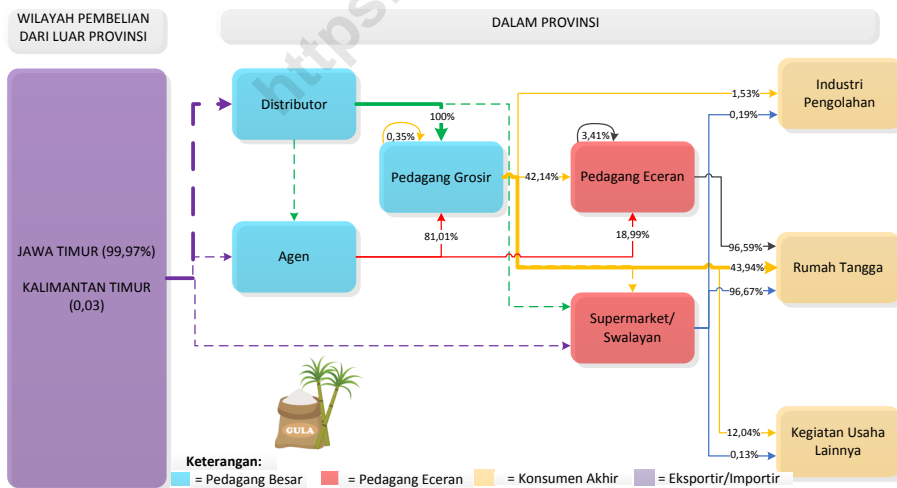 WILAYAH PEMBELIAN
DARI LUAR PROVINSI
DALAM PROVINSI
https:
JAWA TIMUR (99,97%)
KALIMANTAN TIMUR
(0,03)
Distributor
100%
0,35%
Pedagang Grosir
42,14%
3,41%
Pedagang Eceran
1,53%
0,19%
Industri
Pengolahan
Agen
81,01%
18,99%
96,59%
43,94%
96,67%
Rumah Tangga
Supermarket/
Swalayan
12,04%
0,13%
Kegiatan Usaha
Lainnya
GULA
Keterangan:
= Pedagang Besar
= Pedagang Eceran
= Konsumen Akhir
= Eksportir/Importir